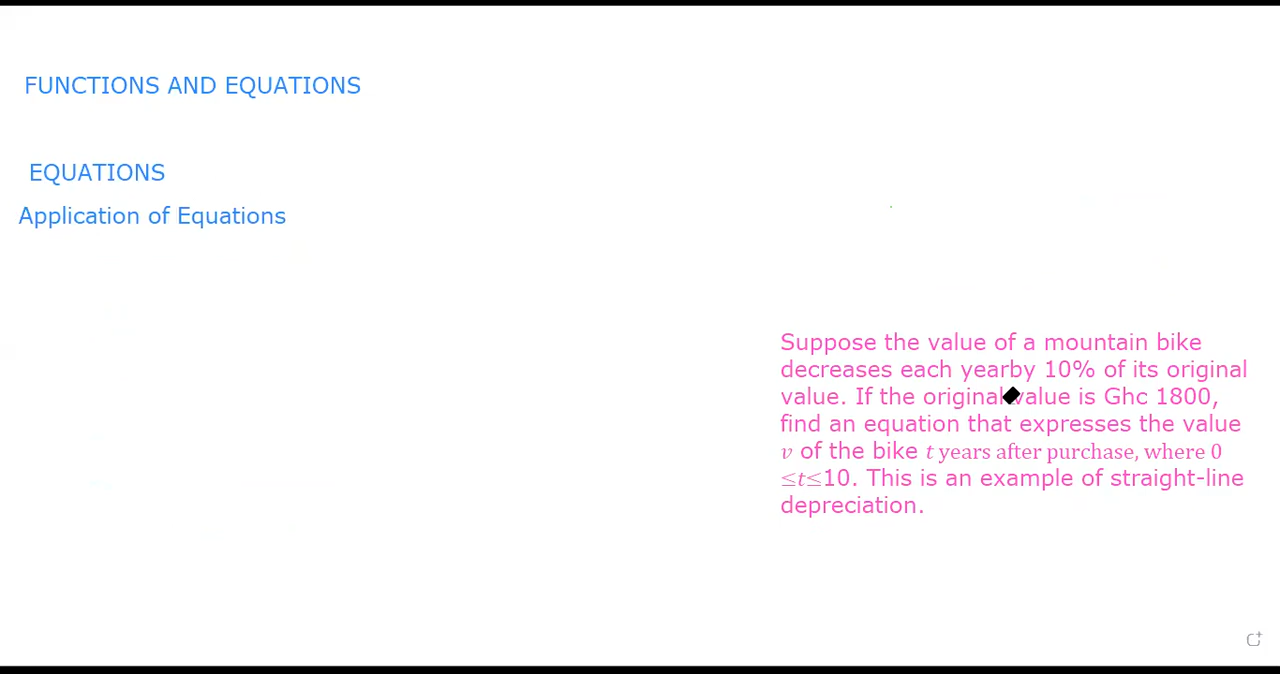 FUNCTIONS AND EQUATIONS
EQUATIONS
Application of Equations
Suppose the value of a mountain bike
decreases each yearby 10% of its original
value. If the original value is Ghc 1800,
find an equation that expresses the value
v of the bike t years after purchase, where 0
≤t≤10. This is an example of straight-line
depreciation.